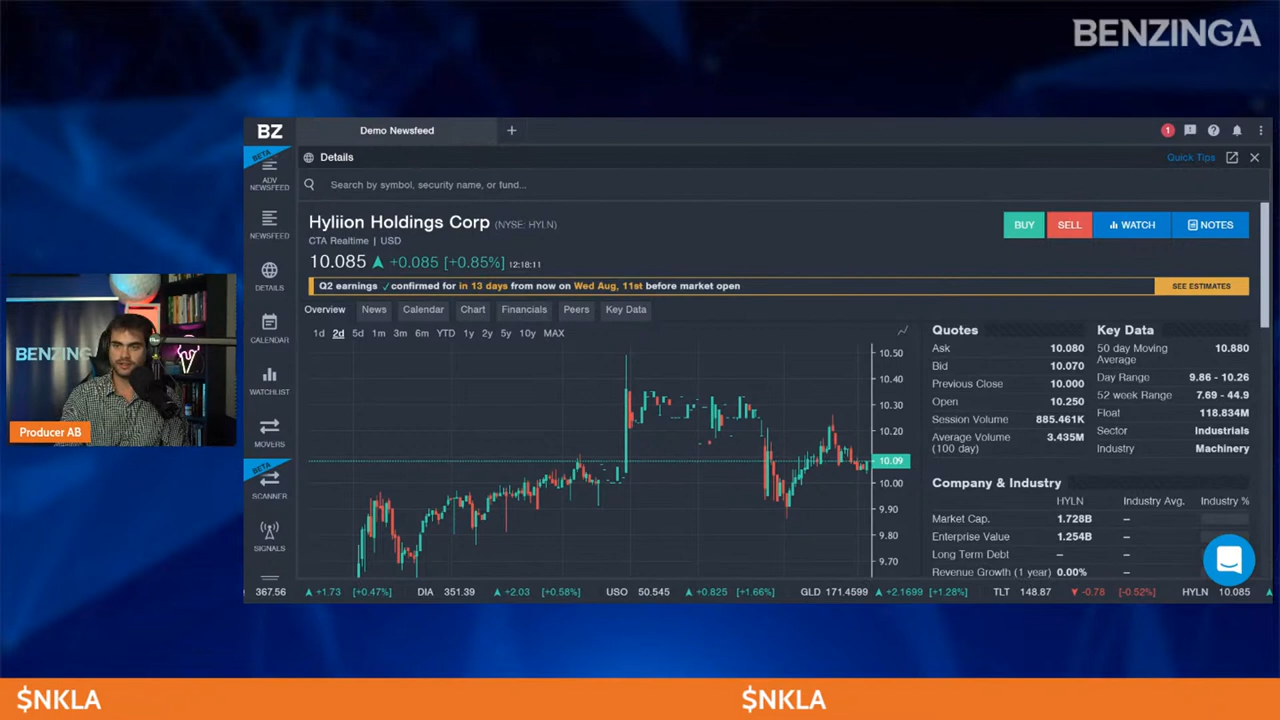 BENZINGA
BZ
Demo Newsfeed
+
1
BETA
ADV
NEWSFEED
NEWSFEED
DETAILS
CALENDAR
WATCHLIST
MOVERS
BETA
SCANNER
SIGNALS
Details
Quick Tips
Search by symbol, security name, or fund...
Hyliion Holdings Corp (NYSE: HYLN)
BUY SELL WATCH NOTES
CTA Realtime | USD
10.085 ▲ +0.085 [+0.85%] 12:18:11
Q2 earnings ✓confirmed for in 13 days from now on Wed Aug, 11st before market open
SEE ESTIMATES
Overview News Calendar Chart Financials Peers Key Data
1d 2d 5d 1m 3m 6m YTD 1y 2y 5y 10y MAX
10.50
10.40
10.30
10.20
10.09
10.00
9.90
9.80
9.70
Quotes
Ask 10.080
Bid 10.070
Previous Close 10.000
Open 10.250
Session Volume 885.461K
Average Volume 3.435M
(100 day)
Key Data
50 day Moving 10.880
Average
Day Range 9.86 - 10.26
52 week Range 7.69 - 44.9
Float 118.834M
Sector Industrials
Industry Machinery
Company & Industry
HYLN Industry Avg. Industry %
Market Cap. 1.728B –
Enterprise Value 1.254B –
Long Term Debt – –
Revenue Growth (1 year) 0.00% –
367.56 ▲ +1.73 [+0.47%] DIA 351.39 ▲ +2.03 [+0.58%] USO 50.545 ▲ +0.825 [+1.66%] GLD 171.4599 ▲ +2.1699 [+1.28%] TLT 148.87 ▼ -0.78 [-0.52%] HYLN 10.085 ▲
BENZINGA
Producer AB
$NKLA $NKLA